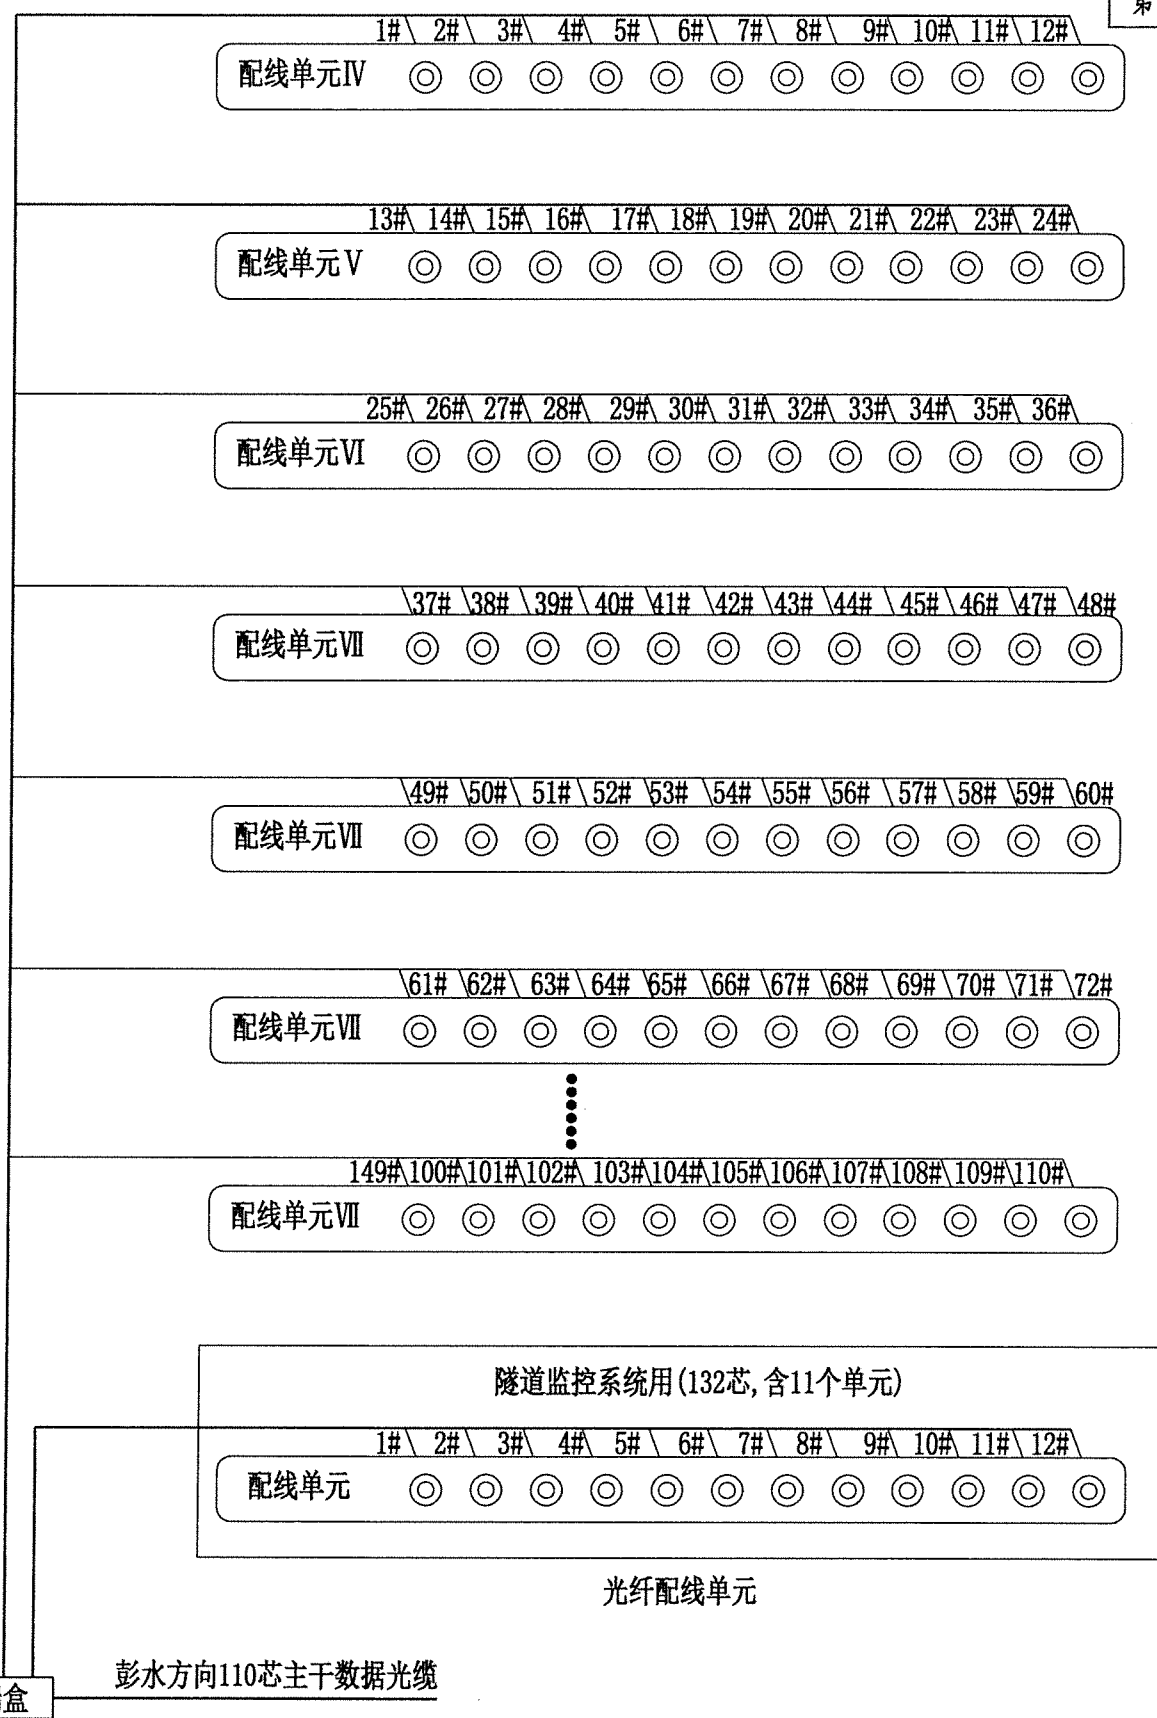 第
1# 2# 3# 4# 5# 6# 7# 8# 9# 10# 11# 12#
配线单元Ⅳ
13# 14# 15# 16# 17# 18# 19# 20# 21# 22# 23# 24#
配线单元Ⅴ
25# 26# 27# 28# 29# 30# 31# 32# 33# 34# 35# 36#
配线单元Ⅵ
37# 38# 39# 40# 41# 42# 43# 44# 45# 46# 47# 48#
配线单元Ⅶ
49# 50# 51# 52# 53# 54# 55# 56# 57# 58# 59# 60#
配线单元Ⅶ
61# 62# 63# 64# 65# 66# 67# 68# 69# 70# 71# 72#
配线单元Ⅶ
149# 100# 101# 102# 103# 104# 105# 106# 107# 108# 109# 110#
配线单元Ⅶ
隧道监控系统用(132芯,含11个单元)
1# 2# 3# 4# 5# 6# 7# 8# 9# 10# 11# 12#
配线单元
光纤配线单元
彭水方向110芯主干数据光缆
盒